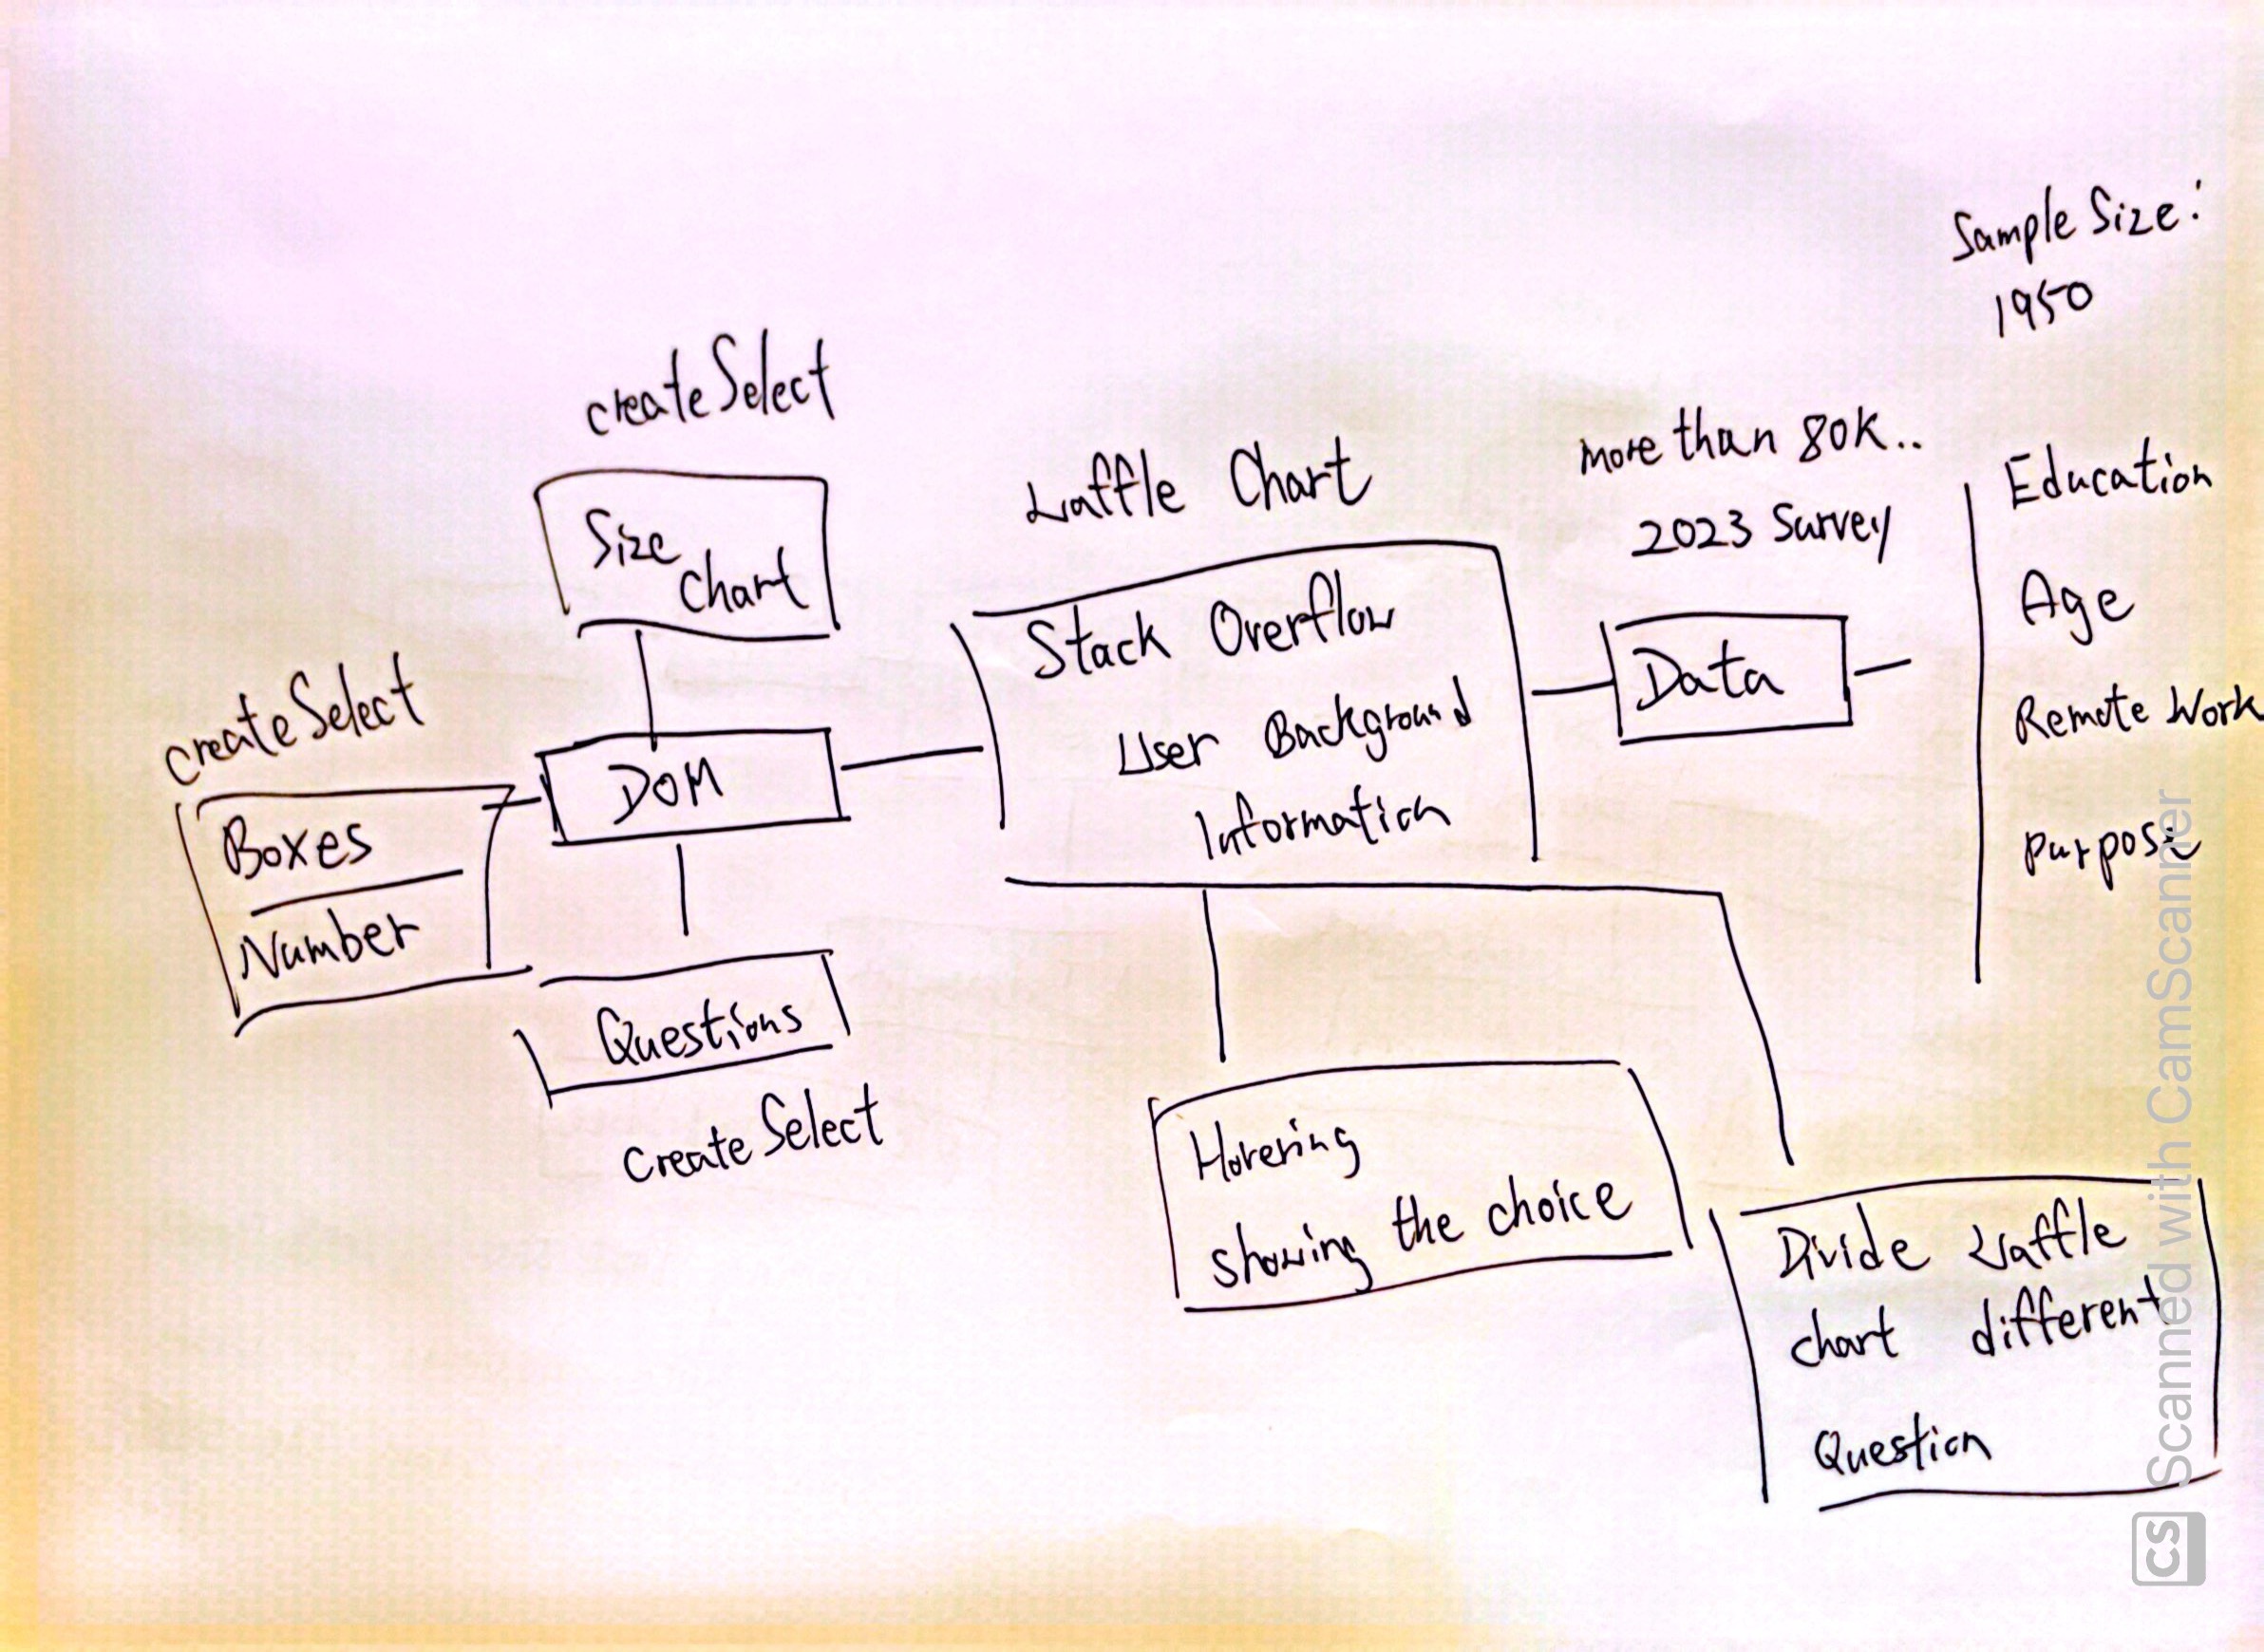 Sample Size:
1950
createSelect
Size
Chart
createSelect
Boxes
Number
DOM
Questions
createSelect
Waffle Chart
Stack Overflow
User Background
Information
more than 80K..
2023 Survey
Data
Education
Age
Remote Work
Purpose
Hovering
showing the choice
Divide Waffle
chart different
Question
Scanned with CamScanner
CS